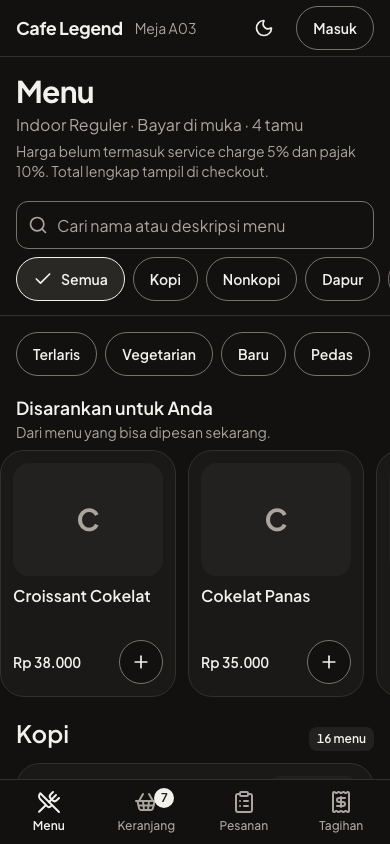 Cafe Legend Meja A03 Masuk
Menu
Indoor Reguler · Bayar di muka · 4 tamu
Harga belum termasuk service charge 5% dan pajak
10%. Total lengkap tampil di checkout.
Cari nama atau deskripsi menu
Semua Kopi Nonkopi Dapur
Terlaris Vegetarian Baru Pedas
Disarankan untuk Anda
Dari menu yang bisa dipesan sekarang.
C C
Croissant Cokelat Cokelat Panas
Rp 38.000 Rp 35.000
Kopi 16 menu
7
Menu Keranjang Pesanan Tagihan